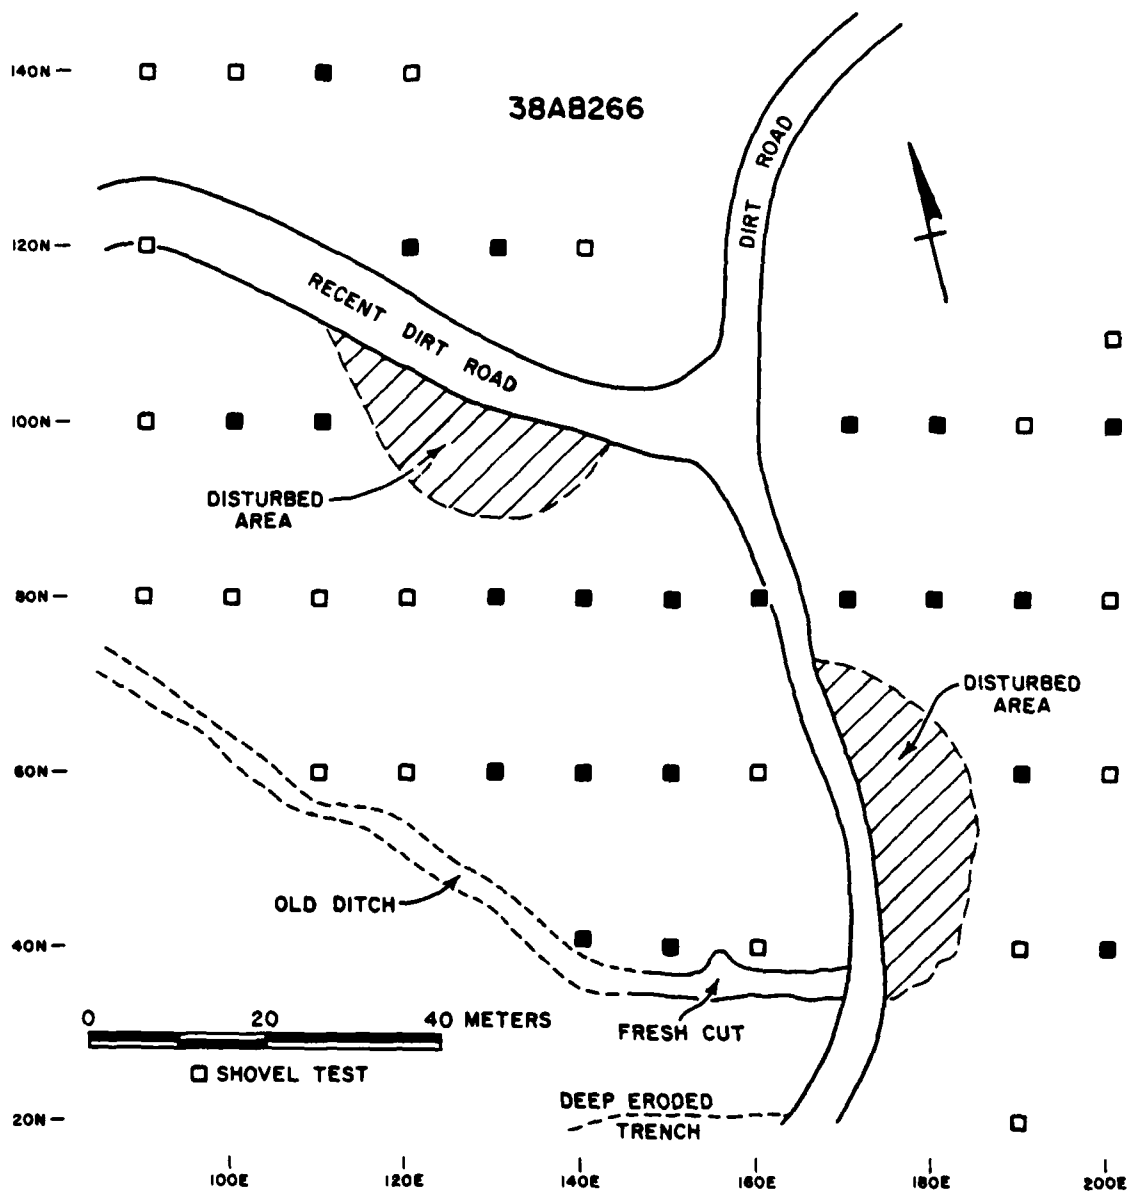 140N
38AB266
DIRT ROAD
120N
RECENT DIRT ROAD
100N
DISTURBED
AREA
80N
DISTURBED
AREA
60N
OLD DITCH
40N
0 20 40 METERS
FRESH CUT
SHOVEL TEST
DEEP ERODED
TRENCH
20N
100E 120E 140E 160E 180E 200E